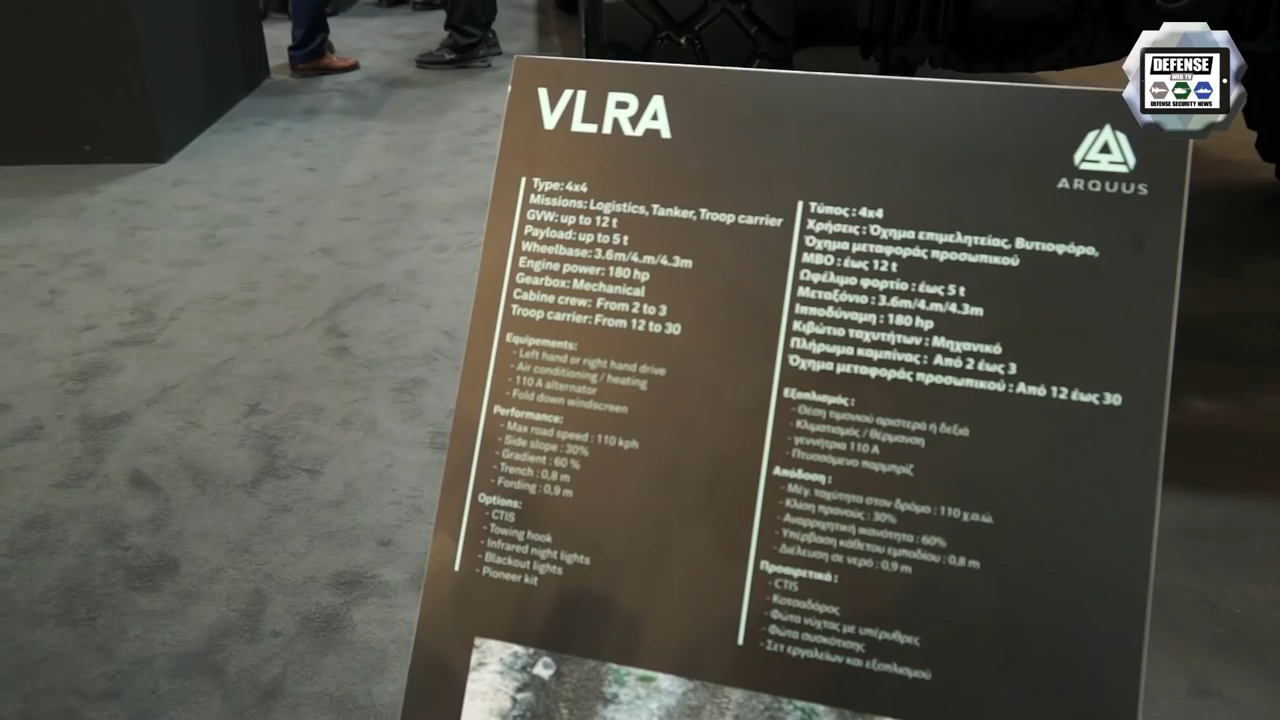 VLRA
Type: 4x4
Missions: Logistics, Tanker, Troop carrier
GVW: up to 12 t
Payload: up to 5 t
Wheelbase: 3.6m/4.m/4.3m
Engine power: 180 hp
Gearbox: Mechanical
Cabine crew: From 2 to 3
Troop carrier: From 12 to 30
Equipements:
- Left hand or right hand drive
- Air conditioning / heating
- 110 A alternator
- Fold down windscreen
Performance:
- Max road speed : 110 kph
- Side slope : 30%
- Gradient : 60 %
- Trench : 0,8 m
- Fording : 0,9 m
Options:
- CTIS
- Towing hook
- Infrared night lights
- Blackout lights
- Pioneer kit
ARQUUS
Τύπος : 4x4
Χρήσεις : Όχημα επιμελητείας, Βυτιοφόρο,
Όχημα μεταφοράς προσωπικού
ΜΒΟ : έως 12 t
Ωφέλιμο φορτίο : έως 5 t
Μεταξόνιο : 3.6m/4.m/4.3m
Ιπποδύναμη : 180 hp
Κιβώτιο ταχυτήτων : Μηχανικό
Πλήρωμα καμπίνας : Από 2 έως 3
Όχημα μεταφοράς προσωπικού : Από 12 έως 30
Εξοπλισμός :
- Θέση τιμονιού αριστερά ή δεξιά
- Κλιματισμός / θέρμανση
- γεννήτρια 110 A
- Πτυσσόμενο παρμπρίζ
Απόδοση :
- Μέγ. ταχύτητα στον δρόμο : 110 χ.α.ώ.
- Κλίση πρανούς : 30%
- Αναρριχητική ικανότητα : 60%
- Υπέρβαση κάθετου εμποδίου : 0,8 m
- Διέλευση σε νερό : 0,9 m
Προαιρετικά :
- CTIS
- Κοτσαδόρος
- Φώτα νύχτας με υπέρυθρες
- Φώτα συσκότισης
- Σετ εργαλείων και εξοπλισμού
DEFENSE
WEB TV
DEFENSE SECURITY NEWS